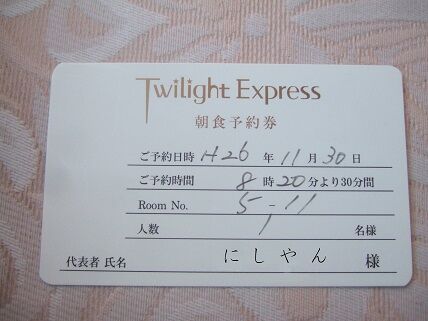 Twilight Express
朝食予約券
ご予約日時 H26 年 11 月 30 日
ご予約時間 8 時 20 分より30分間
Room No. 5-11
人数 1 名様
代表者 氏名 にしやん 様